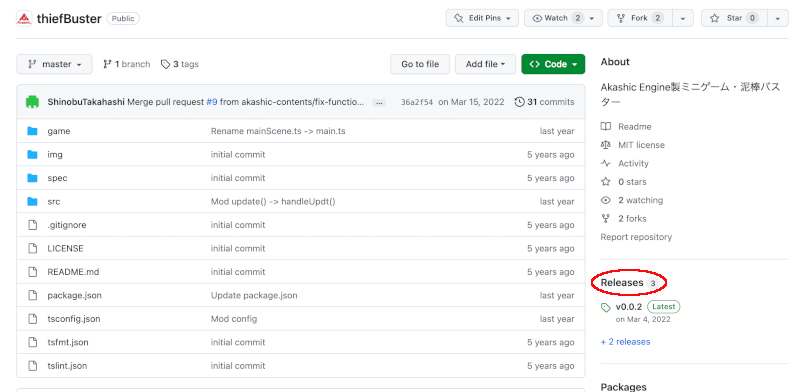 thiefBuster Public
Edit Pins Watch 2 Fork 2 Star 0
master 1 branch 3 tags Go to file Add file Code
ShinobuTakahashi Merge pull request #9 from akashic-contents/fix-functio... ... 36a2f54 on Mar 15, 2022 31 commits
game Rename mainScene.ts -> main.ts last year
img initial commit 5 years ago
spec initial commit 5 years ago
src Mod update() -> handleUpdt() last year
.gitignore initial commit 5 years ago
LICENSE initial commit 5 years ago
README.md initial commit 5 years ago
package.json Update package.json last year
tsconfig.json Mod config last year
tsfmt.json initial commit 5 years ago
tslint.json initial commit 5 years ago
About
Akashic Engine製ミニゲーム・泥棒バス
ター
Readme
MIT license
Activity
0 stars
2 watching
2 forks
Report repository
Releases 3
v0.0.2 Latest
on Mar 4, 2022
+ 2 releases
Packages